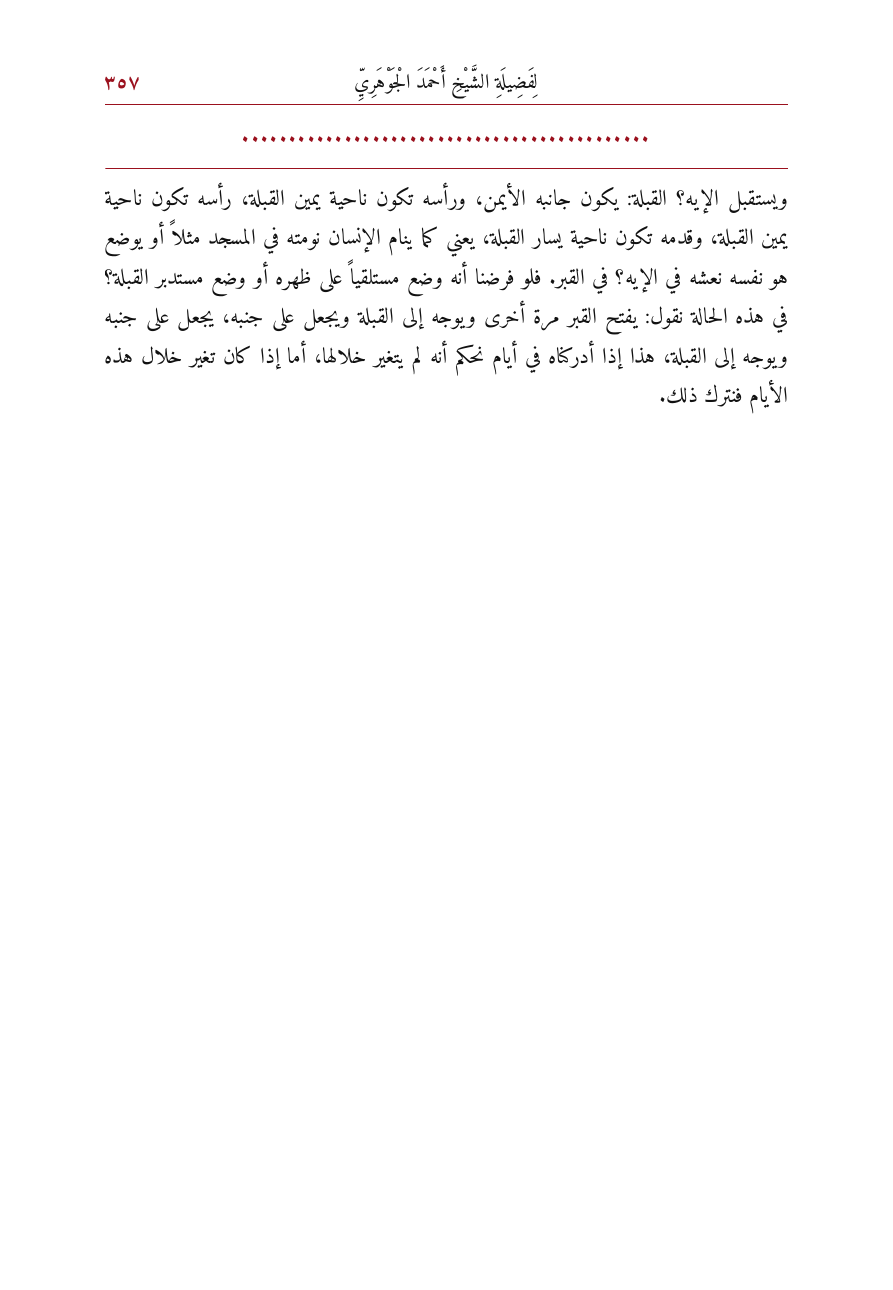 لِفَضِيلَةِ الشَّيْخِ أَحْمَدَ الْجَوْهَرِيِّ ٣٥٧
ويستقبل الإيه؟ القبلة: يكون جانبه الأيمن، ورأسه تكون ناحية يمين القبلة، رأسه تكون ناحية
يمين القبلة، وقدمه تكون ناحية يسار القبلة، يعني كما ينام الإنسان نومته في المسجد مثلاً أو يوضع
هو نفسه نعشه في الإيه؟ في القبر. فلو فرضنا أنه وضع مستلقياً على ظهره أو وضع مستدبر القبلة؟
في هذه الحالة نقول: يفتح القبر مرة أخرى ويوجه إلى القبلة ويجعل على جنبه، يجعل على جنبه
ويوجه إلى القبلة، هذا إذا أدركناه في أيام نحكم أنه لم يتغير خلالها، أما إذا كان تغير خلال هذه
الأيام فنترك ذلك.